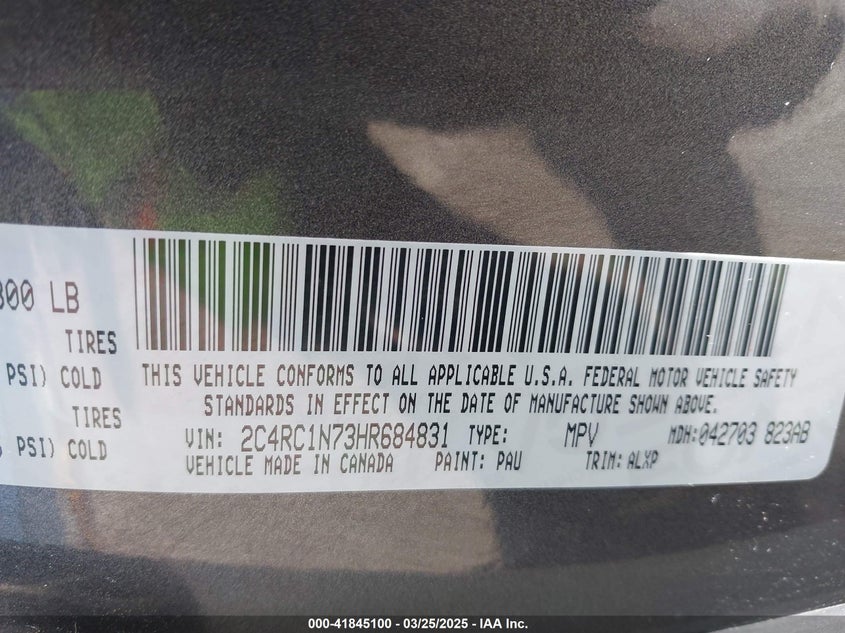 800 LB
TIRES
PSI) COLD
TIRES
PSI) COLD
THIS VEHICLE CONFORMS TO ALL APPLICABLE U.S.A. FEDERAL MOTOR VEHICLE SAFETY
STANDARDS IN EFFECT ON THE DATE OF MANUFACTURE SHOWN ABOVE.
VIN: 2C4RC1N73HR684831 TYPE: MPV MDH:042703 823AB
VEHICLE MADE IN CANADA PAINT: PAU TRIM: ALXP
000-41845100 — 03/25/2025 — IAA Inc.